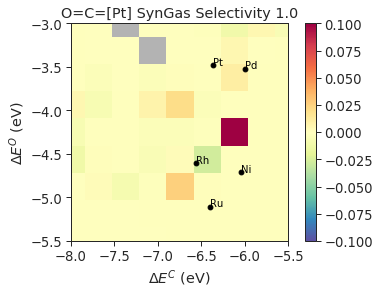 O=C=[Pt] SynGas Selectivity 1.0
−3.0
−3.5
−4.0
−4.5
−5.0
−5.5
ΔE^O (eV)
Pt
Pd
Rh
Ni
Ru
−8.0 −7.5 −7.0 −6.5 −6.0 −5.5
ΔE^C (eV)
0.100
0.075
0.050
0.025
0.000
−0.025
−0.050
−0.075
−0.100